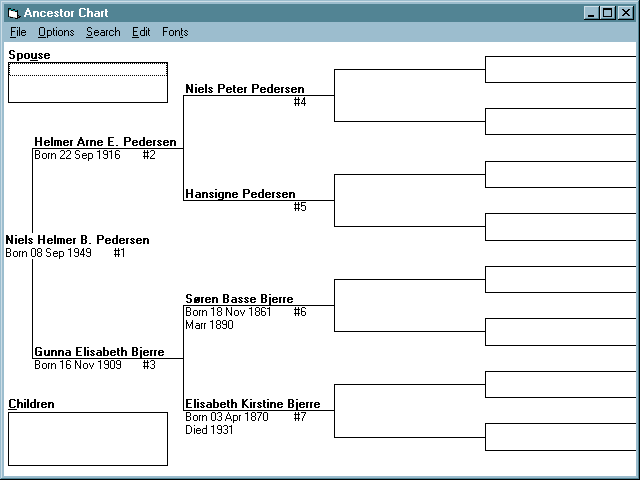 Ancestor Chart
File Options Search Edit Fonts
Spouse
Niels Peter Pedersen
#4
Helmer Arne E. Pedersen
Born 22 Sep 1916 #2
Hansigne Pedersen
#5
Niels Helmer B. Pedersen
Born 08 Sep 1949 #1
Søren Basse Bjerre
Born 18 Nov 1861 #6
Marr 1890
Gunna Elisabeth Bjerre
Born 16 Nov 1909 #3
Children
Elisabeth Kirstine Bjerre
Born 03 Apr 1870 #7
Died 1931